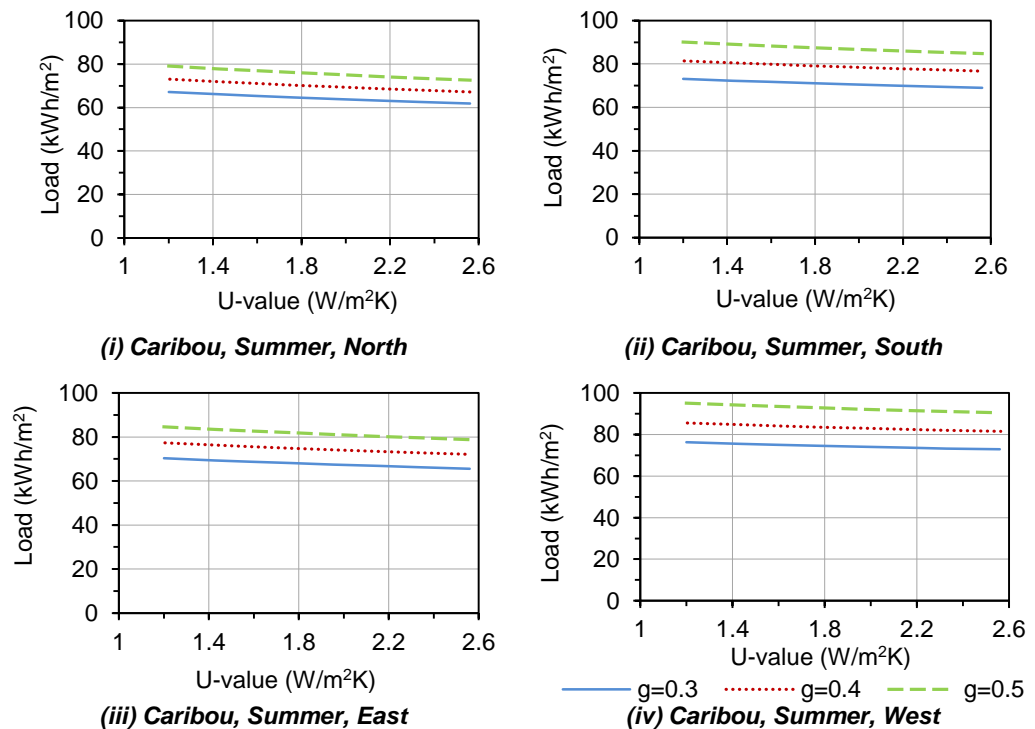 100
80
60
40
20
0
Load (kWh/m²)
1 1.4 1.8 2.2 2.6
U-value (W/m²K)
(i) Caribou, Summer, North
100
80
60
40
20
0
Load (kWh/m²)
1 1.4 1.8 2.2 2.6
U-value (W/m²K)
(ii) Caribou, Summer, South
100
80
60
40
20
0
Load (kWh/m²)
1 1.4 1.8 2.2 2.6
U-value (W/m²K)
(iii) Caribou, Summer, East
100
80
60
40
20
0
Load (kWh/m²)
1 1.4 1.8 2.2 2.6
U-value (W/m²K)
g=0.3 g=0.4 g=0.5
(iv) Caribou, Summer, West